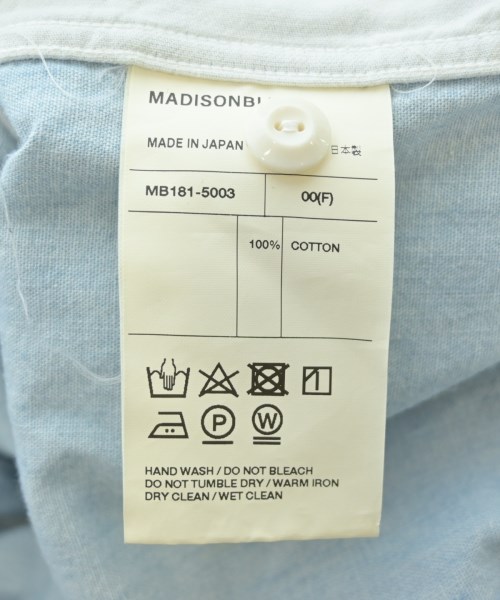 MADISONBL
MADE IN JAPAN 日本製
MB181-5003 00(F)
100% COTTON
P W
HAND WASH / DO NOT BLEACH
DO NOT TUMBLE DRY / WARM IRON
DRY CLEAN / WET CLEAN